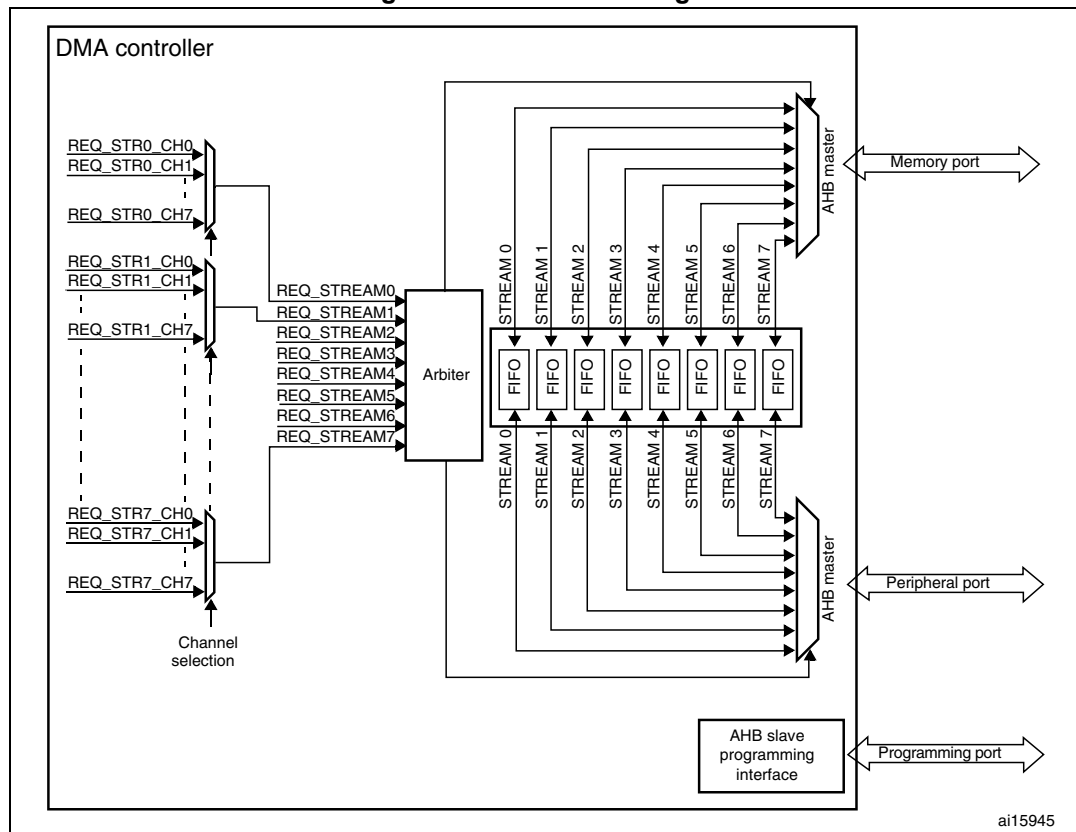 DMA controller
REQ_STR0_CH0
REQ_STR0_CH1
REQ_STR0_CH7
REQ_STR1_CH0
REQ_STR1_CH1
REQ_STR1_CH7
REQ_STR7_CH0
REQ_STR7_CH1
REQ_STR7_CH7
Channel
selection
REQ_STREAM0
REQ_STREAM1
REQ_STREAM2
REQ_STREAM3
REQ_STREAM4
REQ_STREAM5
REQ_STREAM6
REQ_STREAM7
Arbiter
STREAM 0
STREAM 1
STREAM 2
STREAM 3
STREAM 4
STREAM 5
STREAM 6
STREAM 7
FIFO
FIFO
FIFO
FIFO
FIFO
FIFO
FIFO
FIFO
STREAM 0
STREAM 1
STREAM 2
STREAM 3
STREAM 4
STREAM 5
STREAM 6
STREAM 7
AHB master
Memory port
AHB master
Peripheral port
AHB slave
programming
interface
Programming port
ai15945